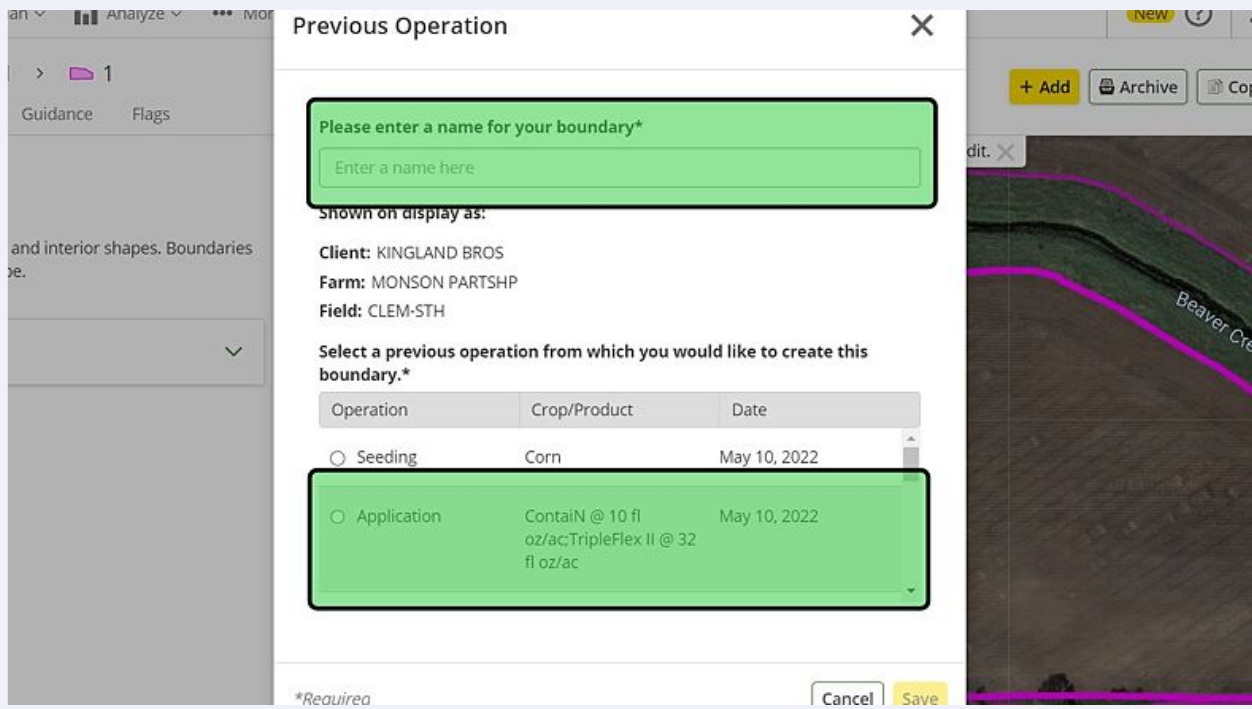 Analyze
••• Mor
New
Previous Operation
> 1
+ Add
Archive
Guidance
Flags
Please enter a name for your boundary*
Enter a name here
dit.
Shown on display as:
and interior shapes. Boundaries
Client: KINGLAND BROS
Farm: MONSON PARTSHP
Field: CLEM-STH
Select a previous operation from which you would like to create this
boundary.*
Operation Crop/Product Date
Seeding Corn May 10, 2022
Application ContaiN @ 10 fl May 10, 2022
oz/ac;TripleFlex II @ 32
fl oz/ac
Beaver Cre
*Required
Cancel
Save